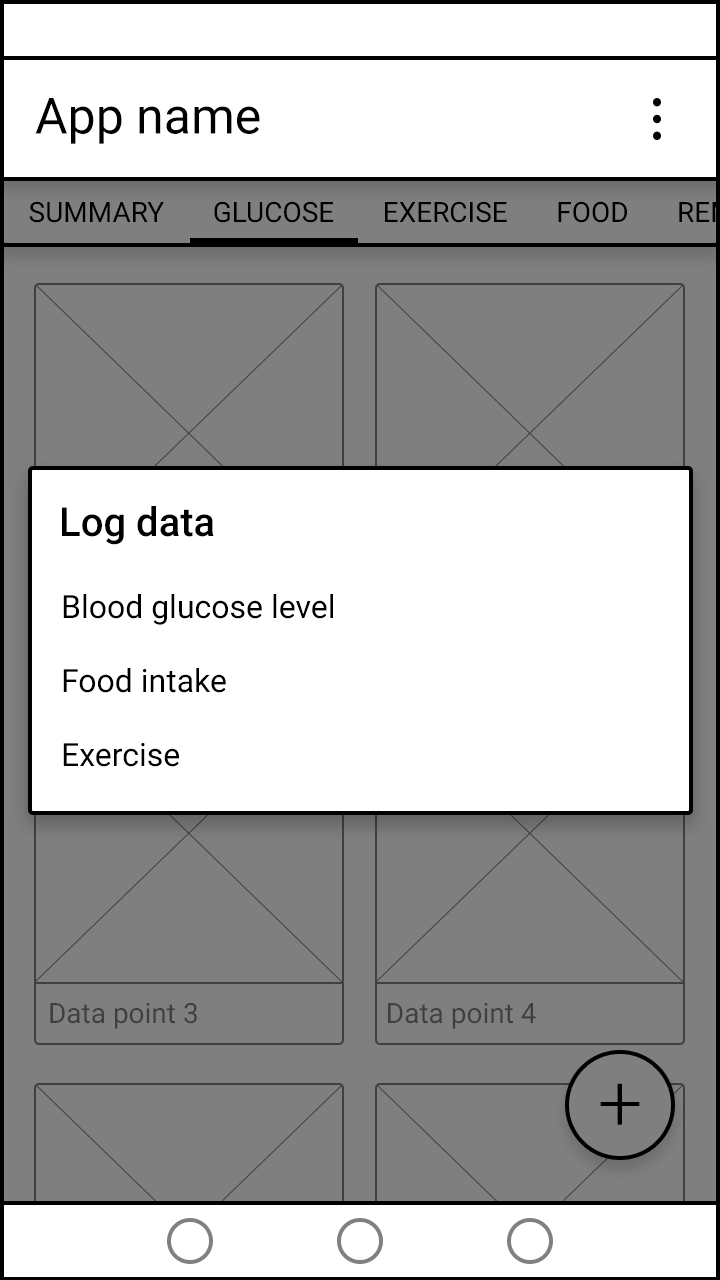 App name
SUMMARY GLUCOSE EXERCISE FOOD
Log data
Blood glucose level
Food intake
Exercise
Data point 3 Data point 4